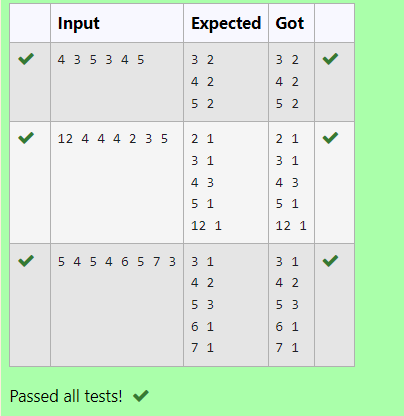 Input Expected Got
4 3 5 3 4 5 3 2 3 2
4 2 4 2
5 2 5 2
12 4 4 4 2 3 5 2 1 2 1
3 1 3 1
4 3 4 3
5 1 5 1
12 1 12 1
5 4 5 4 6 5 7 3 3 1 3 1
4 2 4 2
5 3 5 3
6 1 6 1
7 1 7 1
Passed all tests!